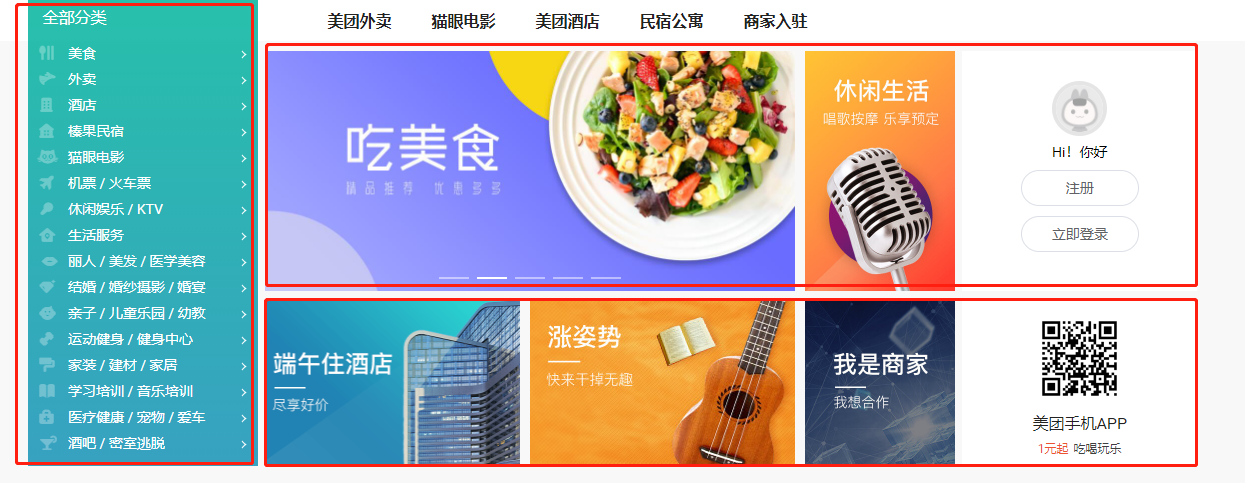 全部分类
美团外卖 猫眼电影 美团酒店 民宿公寓 商家入驻
美食
外卖
酒店
榛果民宿
猫眼电影
机票 / 火车票
休闲娱乐 / KTV
生活服务
丽人 / 美发 / 医学美容
结婚 / 婚纱摄影 / 婚宴
亲子 / 儿童乐园 / 幼教
运动健身 / 健身中心
家装 / 建材 / 家居
学习培训 / 音乐培训
医疗健康 / 宠物 / 爱车
酒吧 / 密室逃脱
吃美食
精品推荐 优惠多多
休闲生活
唱歌按摩 乐享预定
Hi！你好
注册
立即登录
端午住酒店
尽享好价
涨姿势
快来干掉无趣
我是商家
我想合作
美团手机APP
1元起 吃喝玩乐